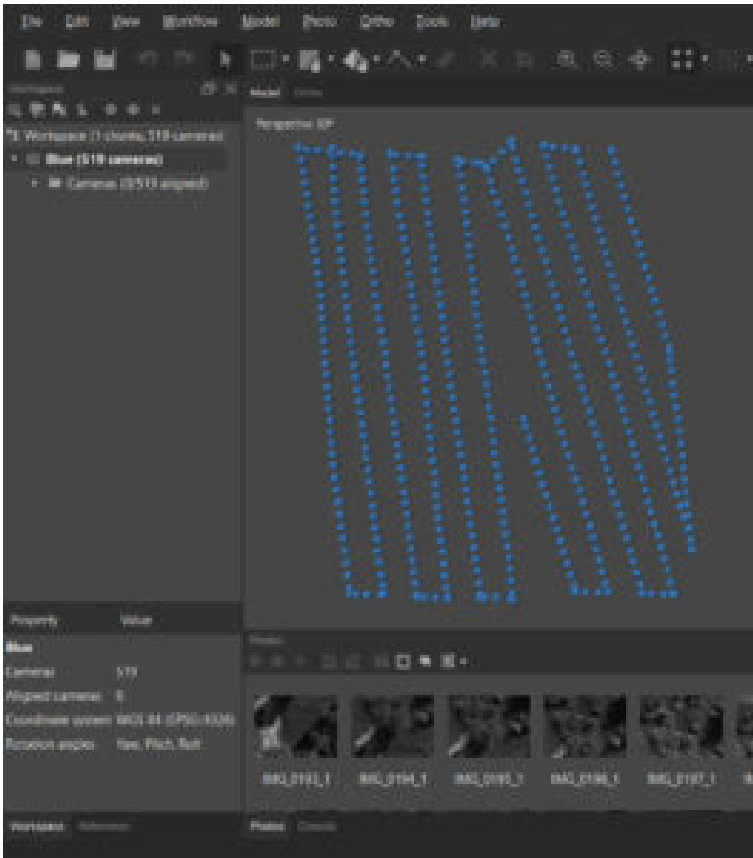 File Edit View Workflow Model Photo Ortho Tools Help
Workspace
Model Ortho
Workspace (1 chunks, 519 cameras)
Blue (519 cameras)
Cameras (0/519 aligned)
Perspective 30°
Property Value
Blue
Cameras 519
Aligned cameras 0
Coordinate system WGS 84 (EPSG:4326)
Rotation angles Yaw, Pitch, Roll
Photos
IMG_0193_1 IMG_0194_1 IMG_0195_1 IMG_0196_1 IMG_0197_1
Workspace Reference
Photos Console